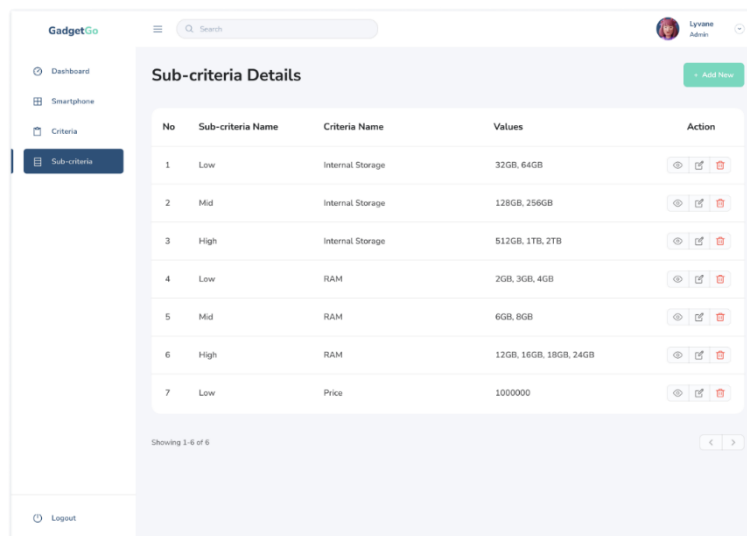 GadgetGo
Search
Lyvane
Admin
Dashboard
Smartphone
Criteria
Sub-criteria
Logout
Sub-criteria Details
+ Add New
No Sub-criteria Name Criteria Name Values Action
1 Low Internal Storage 32GB, 64GB
2 Mid Internal Storage 128GB, 256GB
3 High Internal Storage 512GB, 1TB, 2TB
4 Low RAM 2GB, 3GB, 4GB
5 Mid RAM 6GB, 8GB
6 High RAM 12GB, 16GB, 18GB, 24GB
7 Low Price 1000000
Showing 1-6 of 6